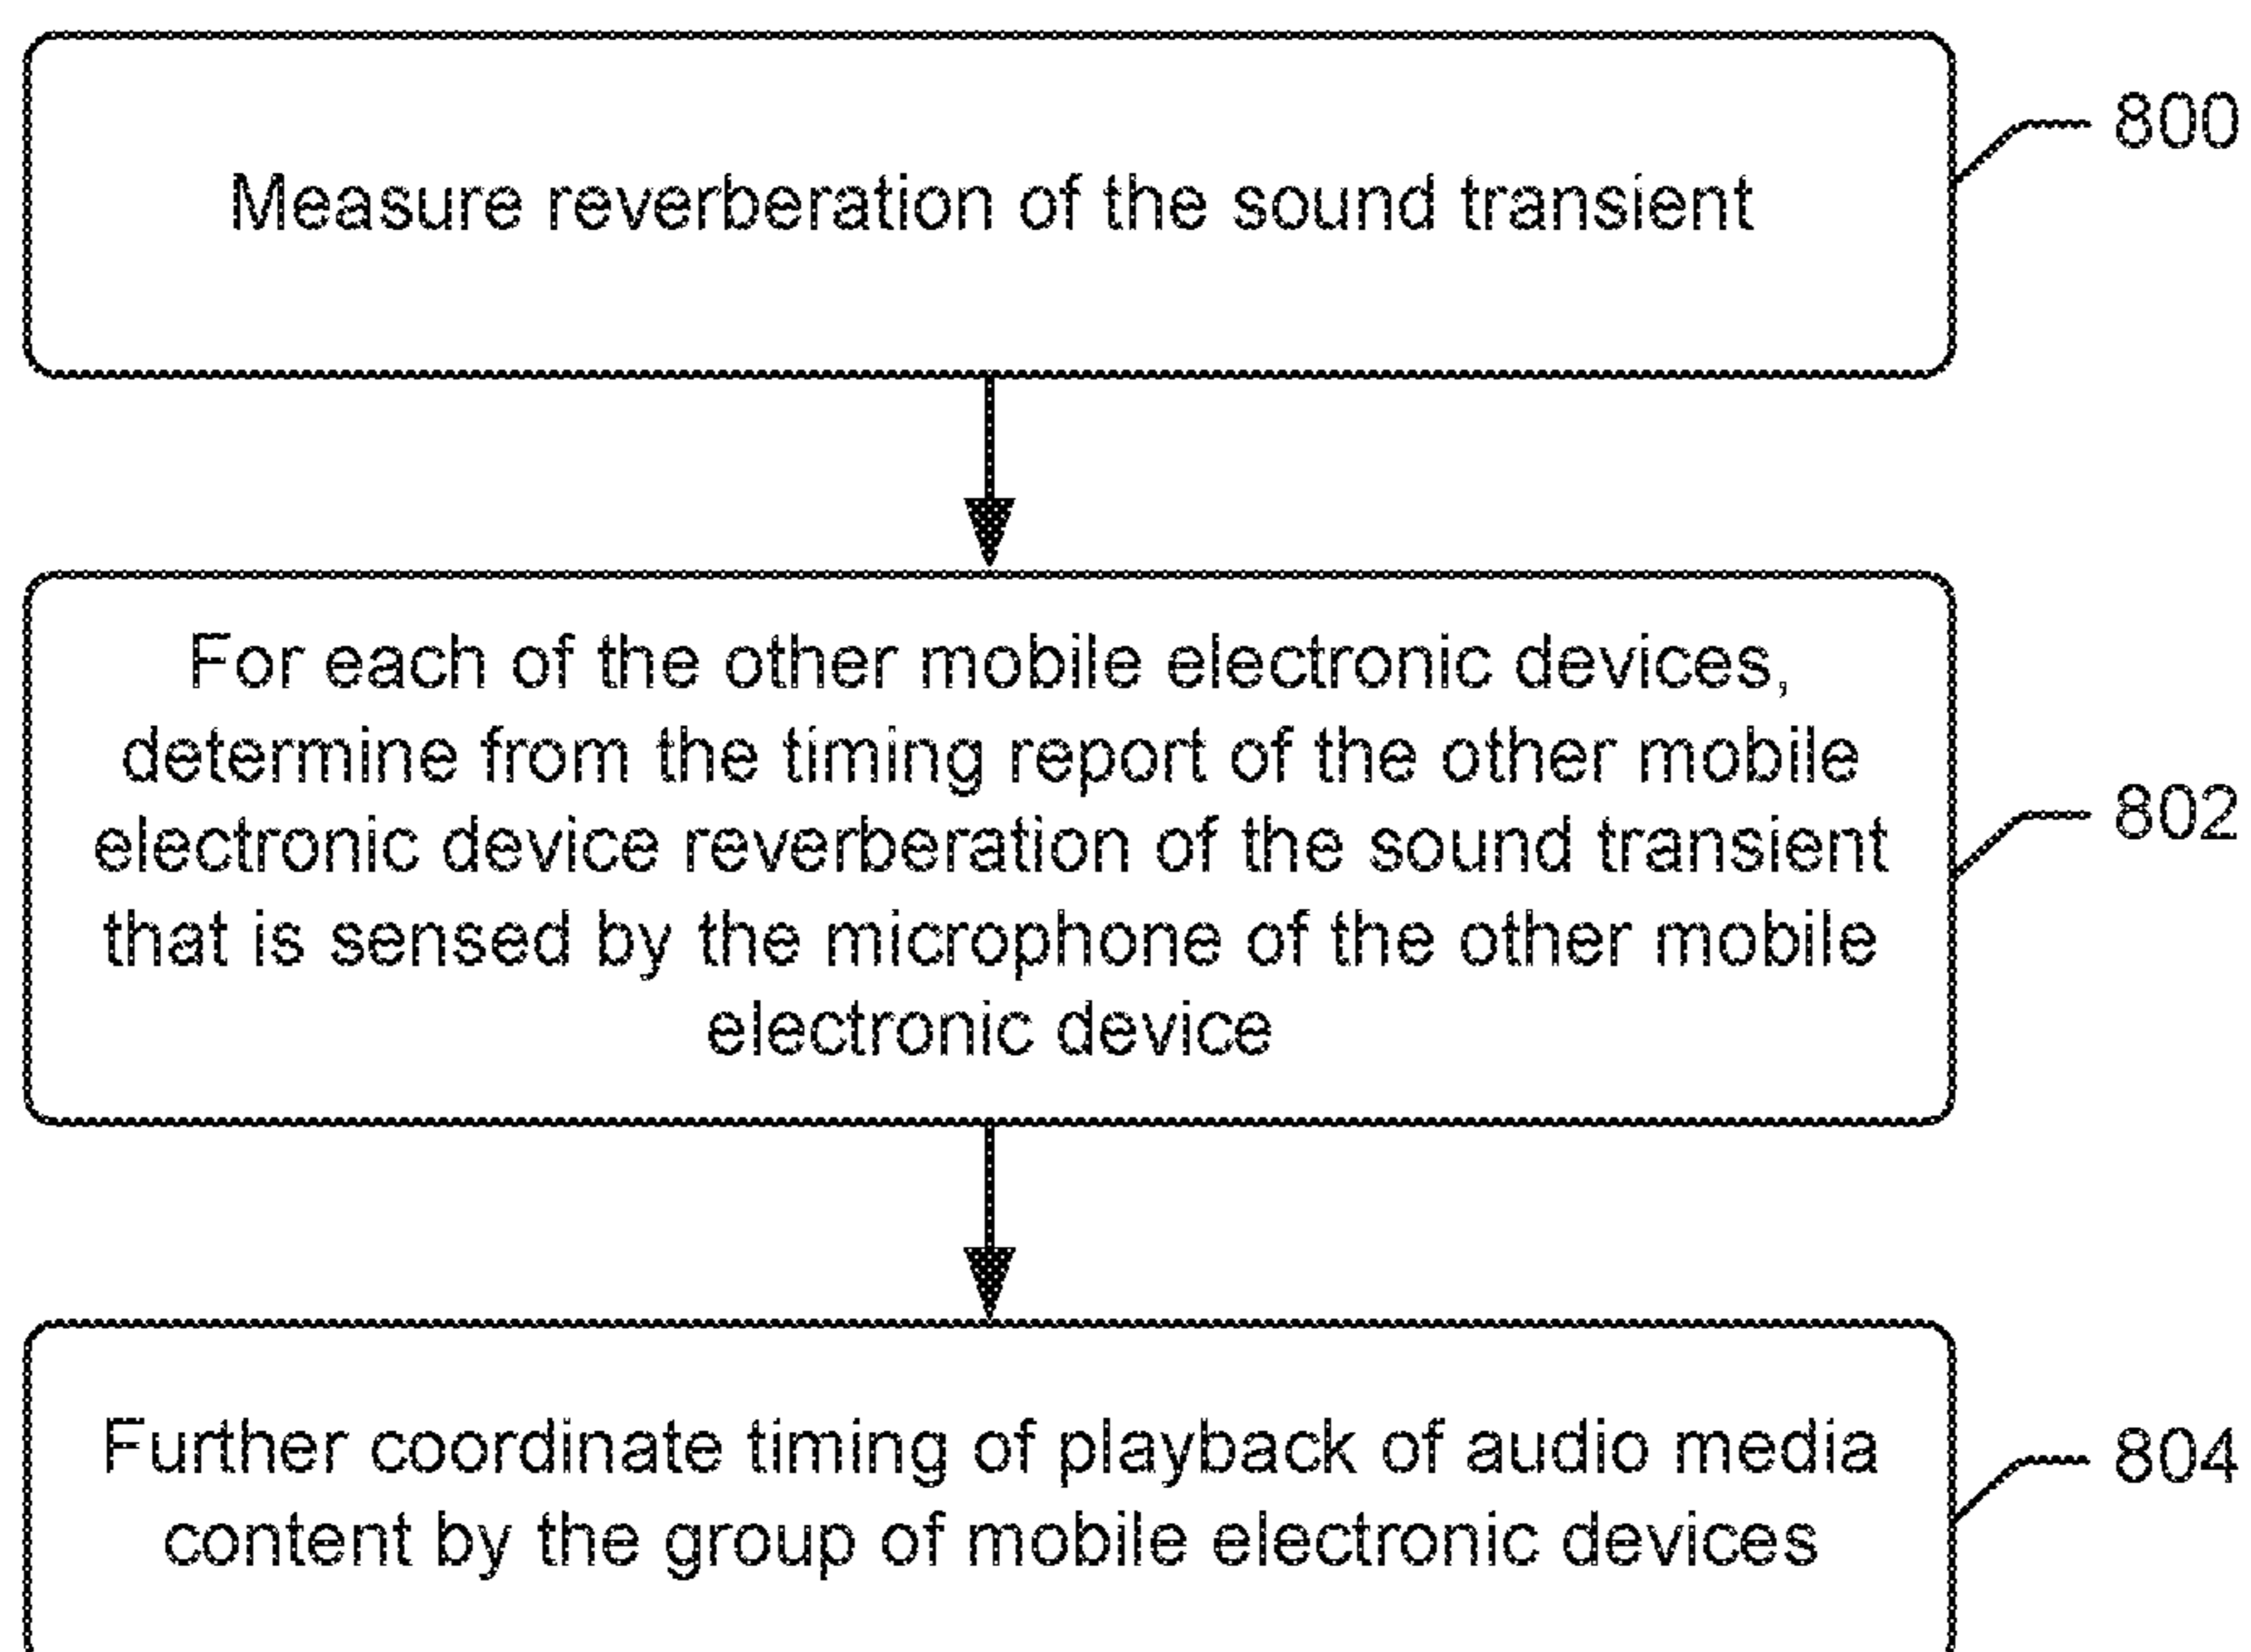 Measure reverberation of the sound transient
800
For each of the other mobile electronic devices,
determine from the timing report of the other mobile
electronic device reverberation of the sound transient
that is sensed by the microphone of the other mobile
electronic device
802
Further coordinate timing of playback of audio media
content by the group of mobile electronic devices
804